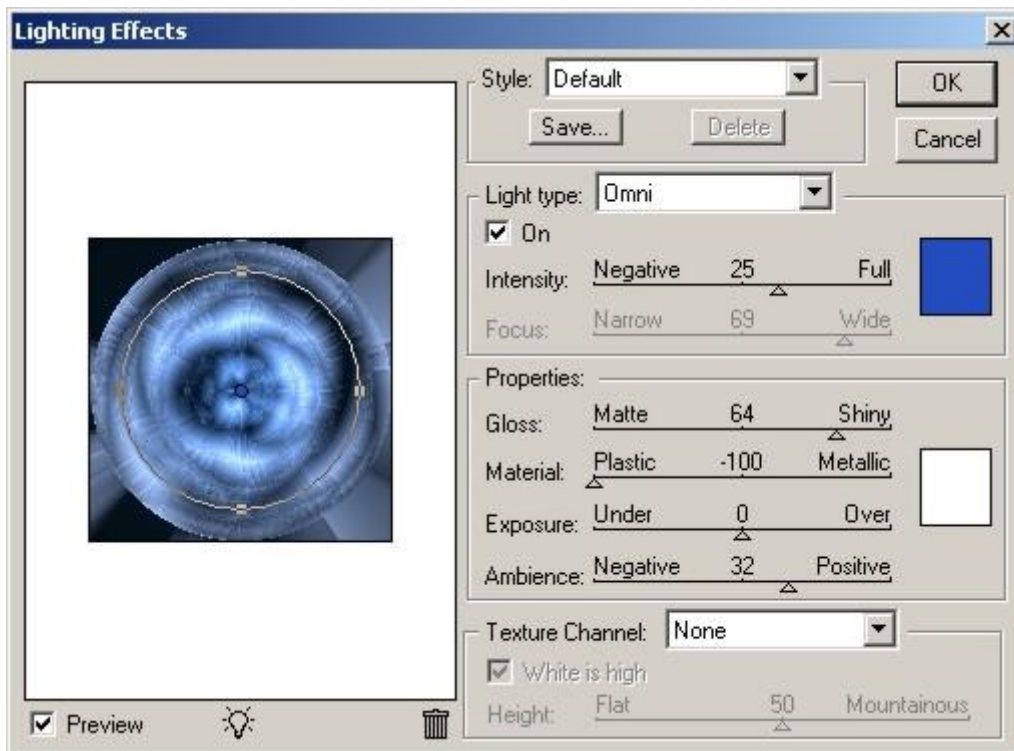 Lighting Effects
Style: Default
OK
Save... Delete
Cancel
Light type: Omni
On
Intensity: Negative 25 Full
Focus: Narrow 69 Wide
Properties:
Gloss: Matte 64 Shiny
Material: Plastic -100 Metallic
Exposure: Under 0 Over
Ambience: Negative 32 Positive
Texture Channel: None
White is high
Height: Flat 50 Mountainous
Preview